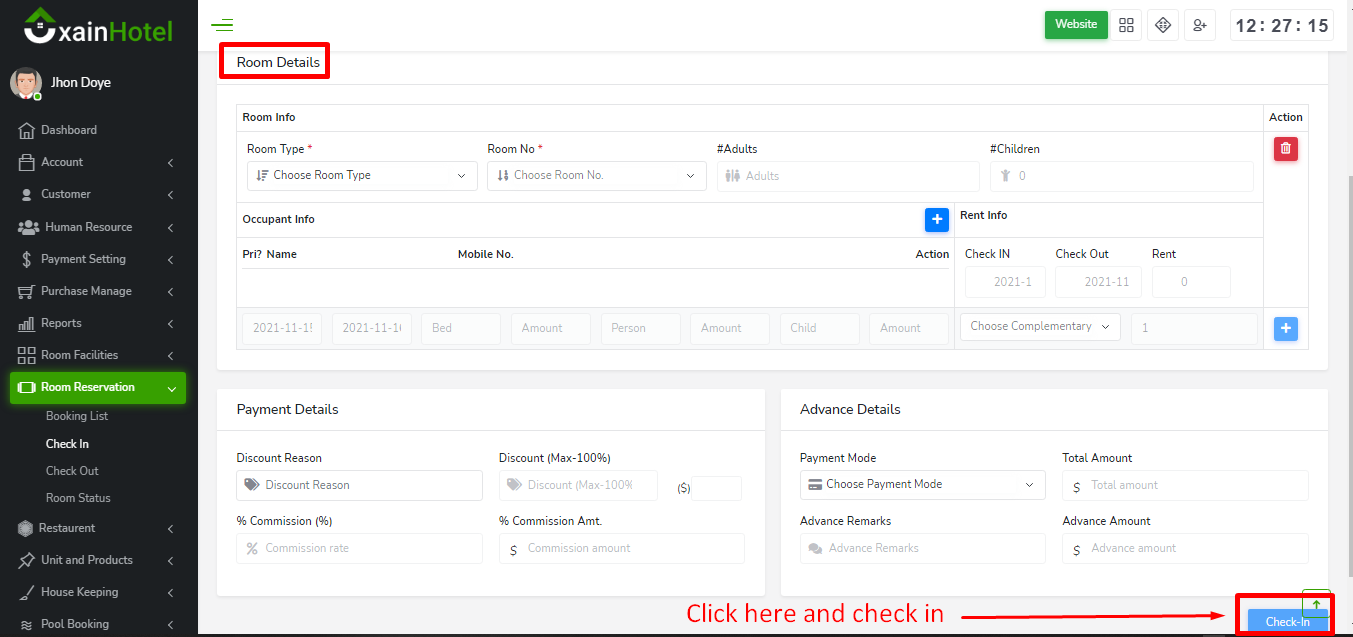 xainHotel
Website
12: 27: 15
Room Details
Jhon Doye
Dashboard
Account
Customer
Human Resource
Payment Setting
Purchase Manage
Reports
Room Facilities
Room Reservation
Booking List
Check In
Check Out
Room Status
Restaurent
Unit and Products
House Keeping
Pool Booking
Room Info Action
Room Type * Room No * #Adults #Children
Choose Room Type Choose Room No. Adults 0
Occupant Info + Rent Info
Pri? Name Mobile No. Action Check IN Check Out Rent
2021-1 2021-11 0
2021-11-15 2021-11-16 Bed Amount Person Amount Child Amount Choose Complementary 1 +
Payment Details Advance Details
Discount Reason Discount (Max-100%) Payment Mode Total Amount
Discount Reason Discount (Max-100% ($) Choose Payment Mode $ Total amount
% Commission (%) % Commission Amt. Advance Remarks Advance Amount
% Commission rate $ Commission amount Advance Remarks $ Advance amount
Click here and check in
Check-In